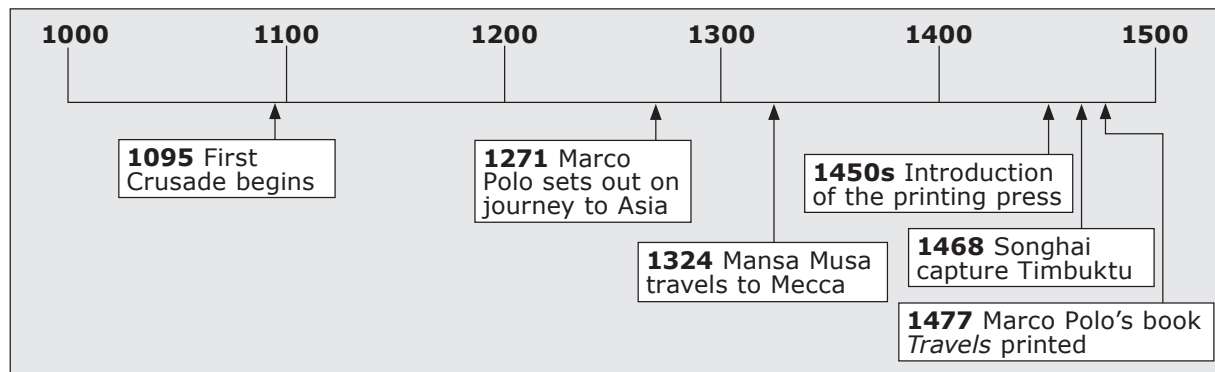 1000 1100 1200 1300 1400 1500
1095 First
Crusade begins
1271 Marco
Polo sets out on
journey to Asia
1324 Mansa Musa
travels to Mecca
1450s Introduction
of the printing press
1468 Songhai
capture Timbuktu
1477 Marco Polo’s book
Travels printed